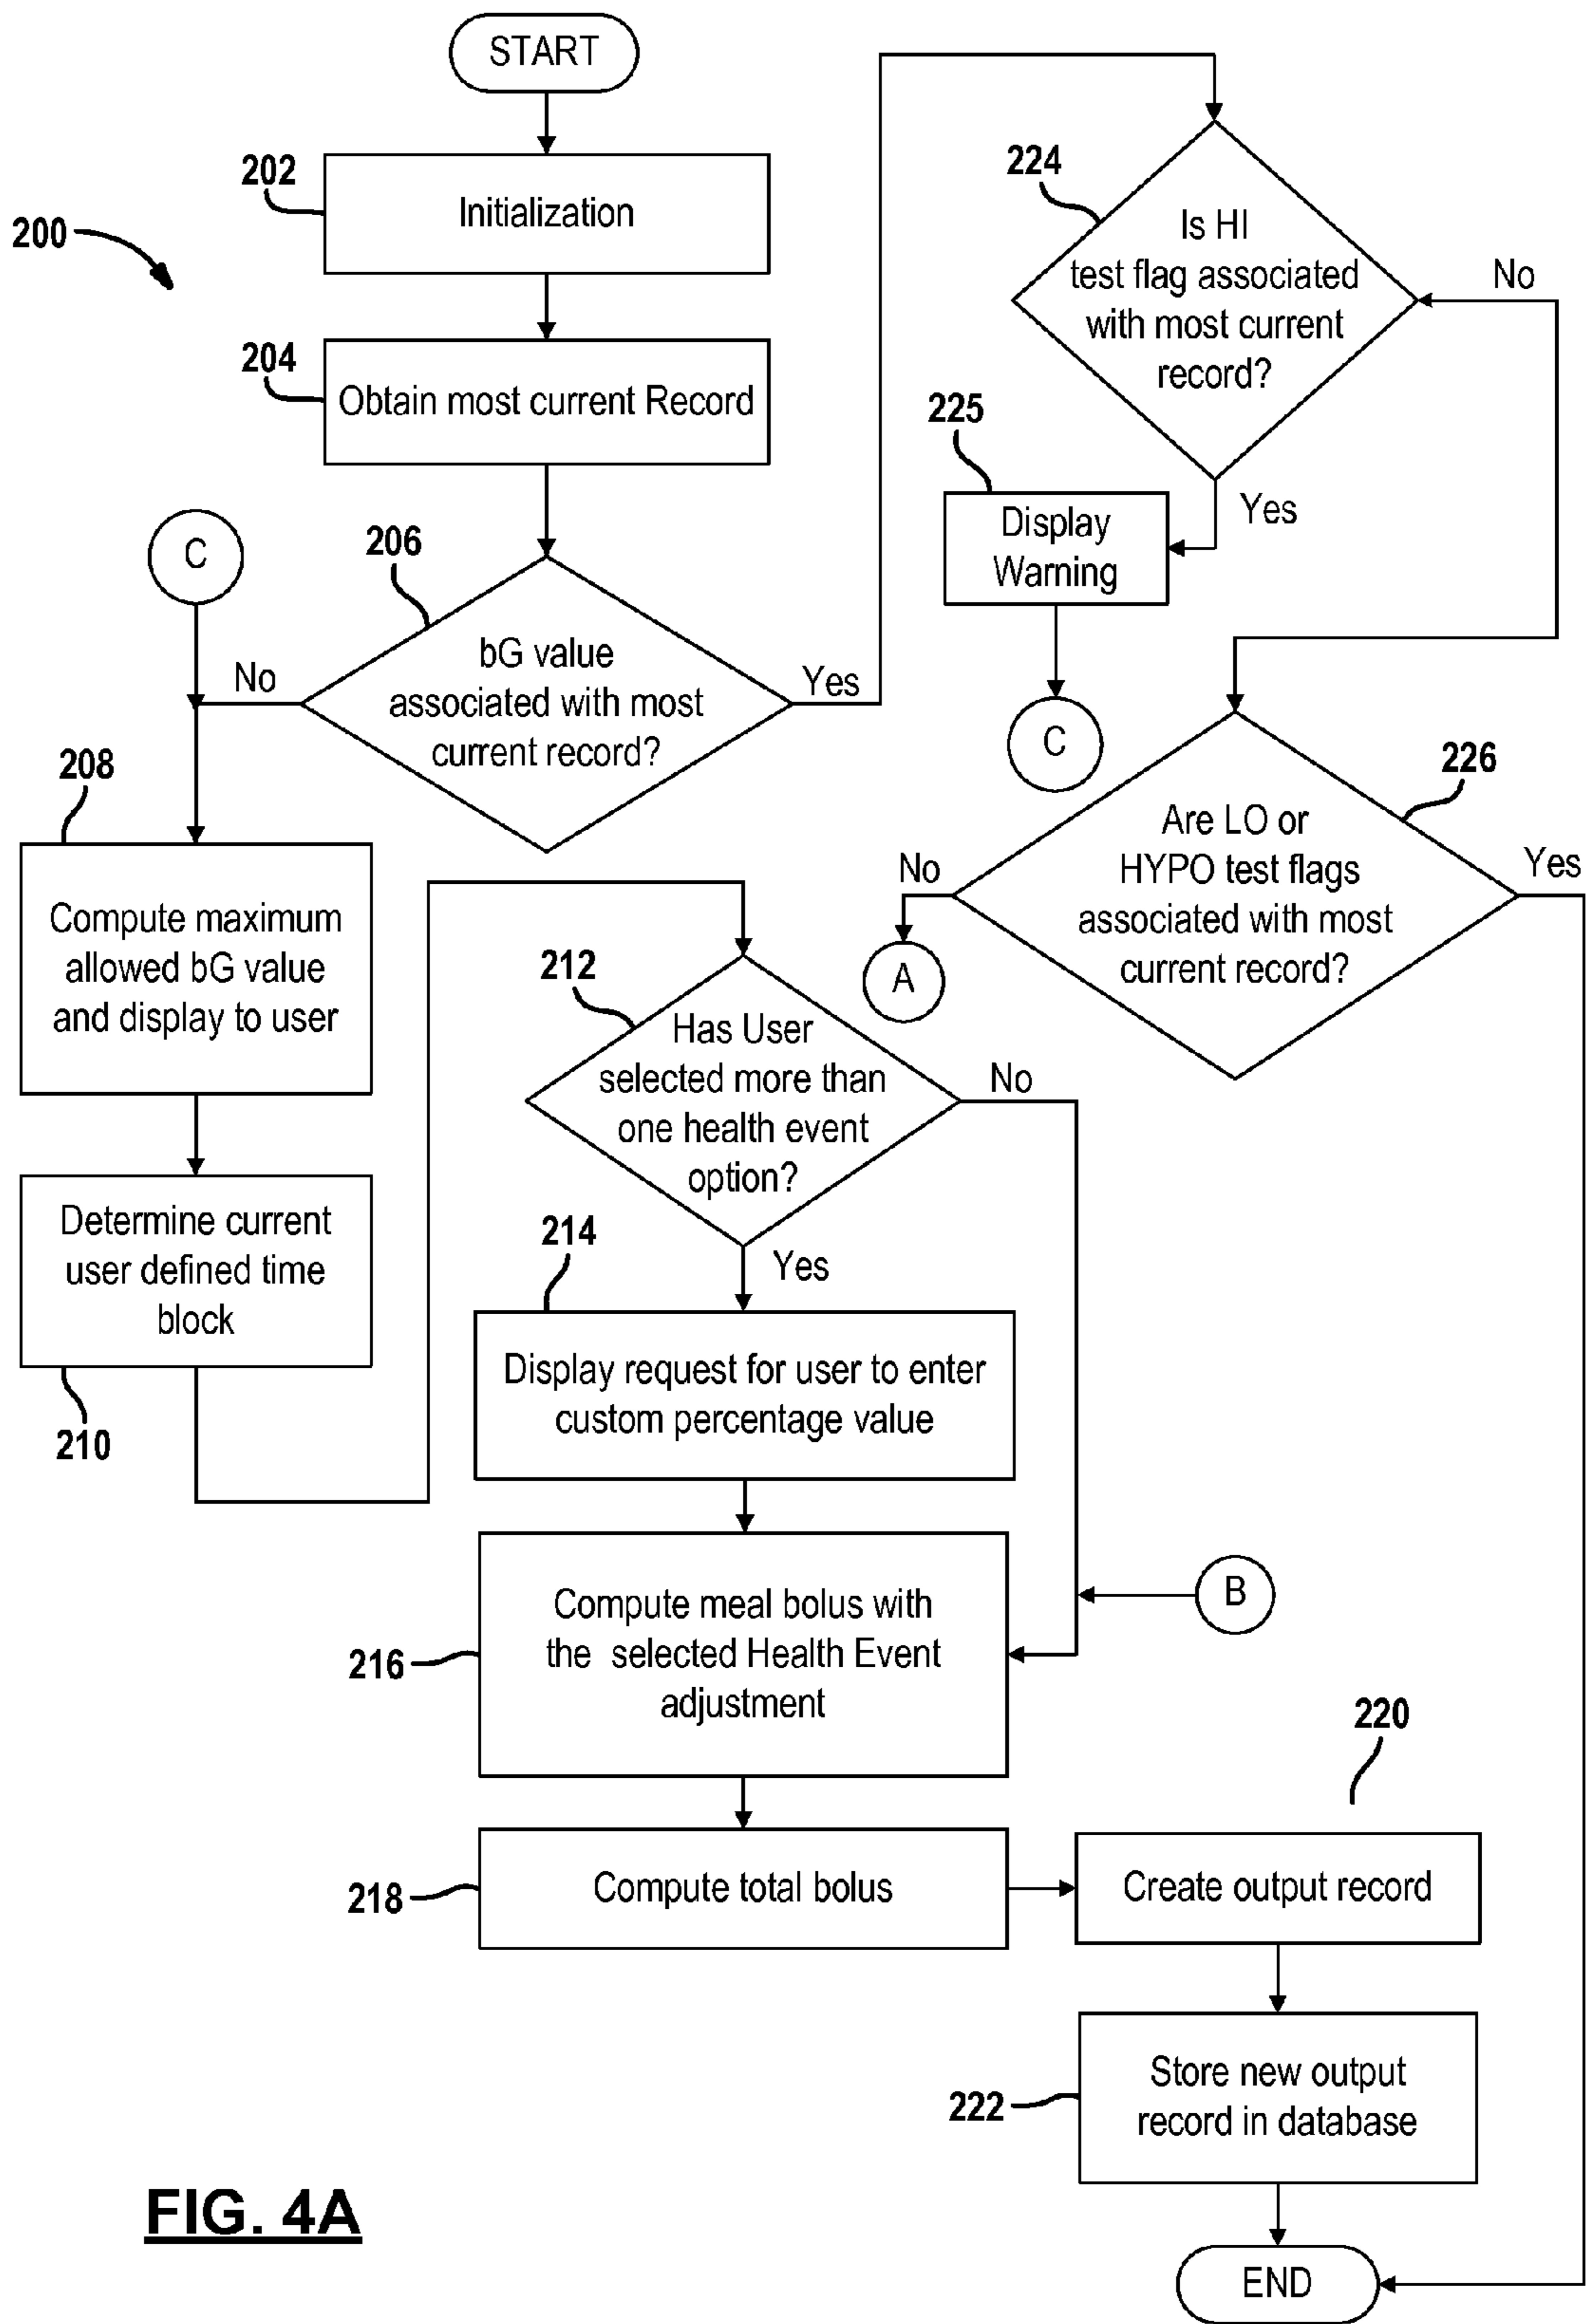 START
202
Initialization
200
204
Obtain most current Record
C
206
bG value
associated with most
current record?
No
Yes
224
Is HI
test flag associated
with most current
record?
No
Yes
225
Display
Warning
C
226
Are LO or
HYPO test flags
associated with most
current record?
No
Yes
A
208
Compute maximum
allowed bG value
and display to user
Determine current
user defined time
block
210
212
Has User
selected more than
one health event
option?
No
Yes
214
Display request for user to enter
custom percentage value
B
216
Compute meal bolus with
the selected Health Event
adjustment
218
Compute total bolus
220
Create output record
222
Store new output
record in database
END
FIG. 4A